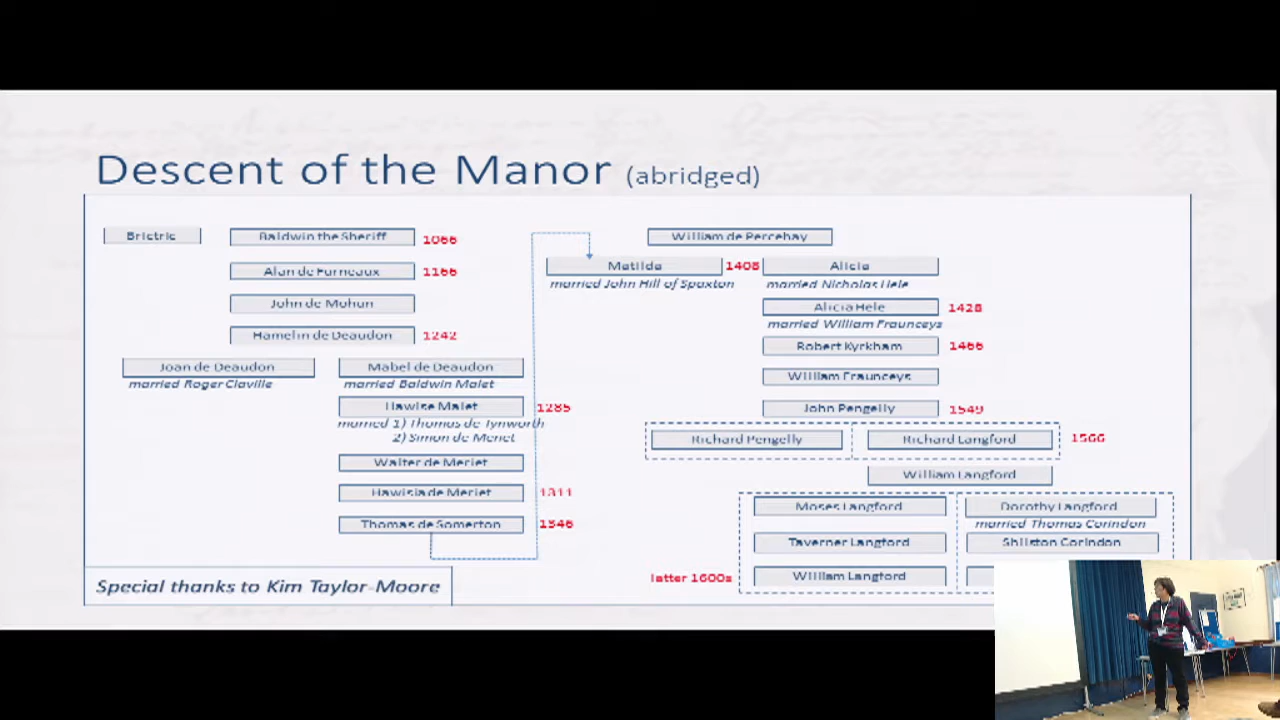 Descent of the Manor (abridged)
Brictric
Baldwin the Sheriff 1066
Alan de Furneaux 1166
John de Mohun
Hamelin de Deaudon 1242
Joan de Deaudon
married Roger Claville
Mabel de Deaudon
married Baldwin Malet
Hawise Malet 1285
married 1) Thomas de Tynworth
2) Simon de Meriet
Walter de Meriet
Hawisia de Meriet 1311
Thomas de Somerton 1346
William de Percehay
Matilda 1408
married John Hill of Spaxton
Alicia
married Nicholas Hele
Alicia Hele 1428
married William Fraunceys
Robert Kyrkham 1466
William Fraunceys
John Pengelly 1549
Richard Pengelly
Richard Langford 1566
William Langford
Moses Langford
Dorothy Langford
married Thomas Corindon
Taverner Langford
Shilston Corindon
latter 1600s William Langford
Special thanks to Kim Taylor-Moore